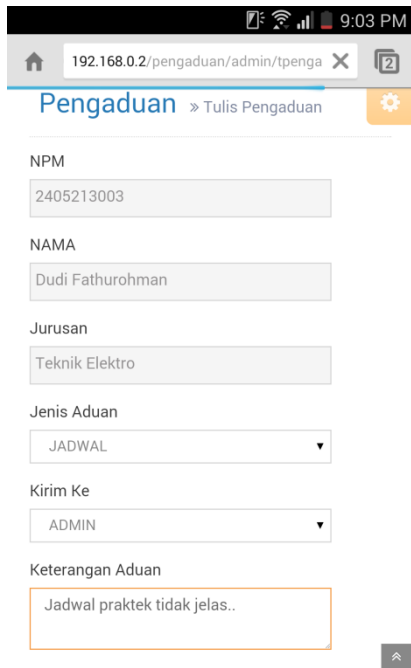 9:03 PM
192.168.0.2/pengaduan/admin/tpenga
2
Pengaduan » Tulis Pengaduan
NPM
2405213003
NAMA
Dudi Fathurohman
Jurusan
Teknik Elektro
Jenis Aduan
JADWAL
Kirim Ke
ADMIN
Keterangan Aduan
Jadwal praktek tidak jelas..